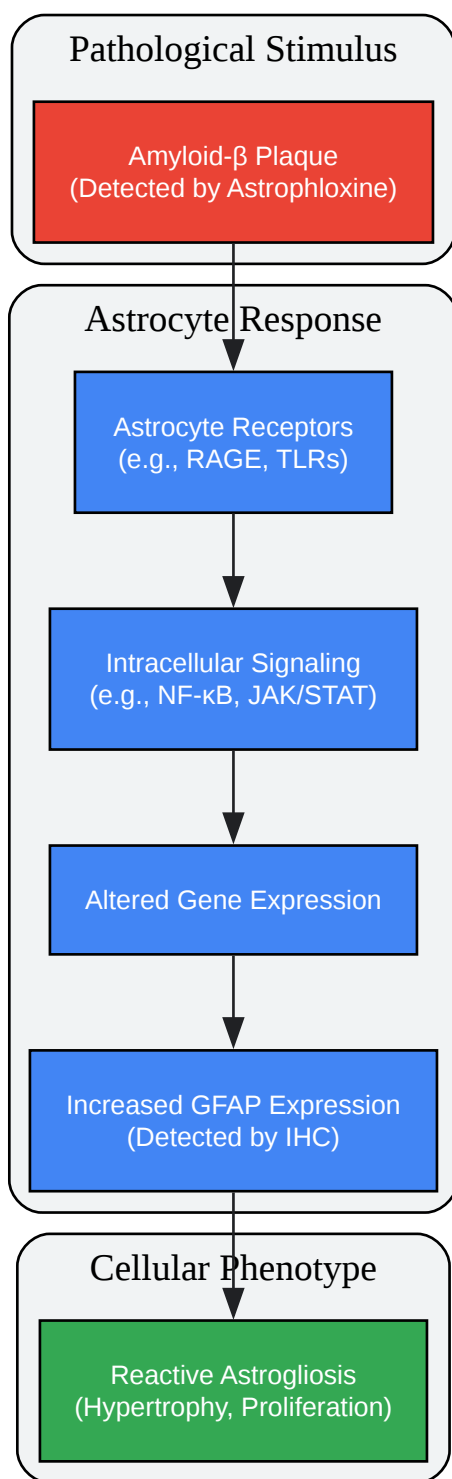 Pathological Stimulus
Amyloid-β Plaque
(Detected by Astrophloxine)
Astrocyte Response
Astrocyte Receptors
(e.g., RAGE, TLRs)
Intracellular Signaling
(e.g., NF-κB, JAK/STAT)
Altered Gene Expression
Increased GFAP Expression
(Detected by IHC)
Cellular Phenotype
Reactive Astrogliosis
(Hypertrophy, Proliferation)